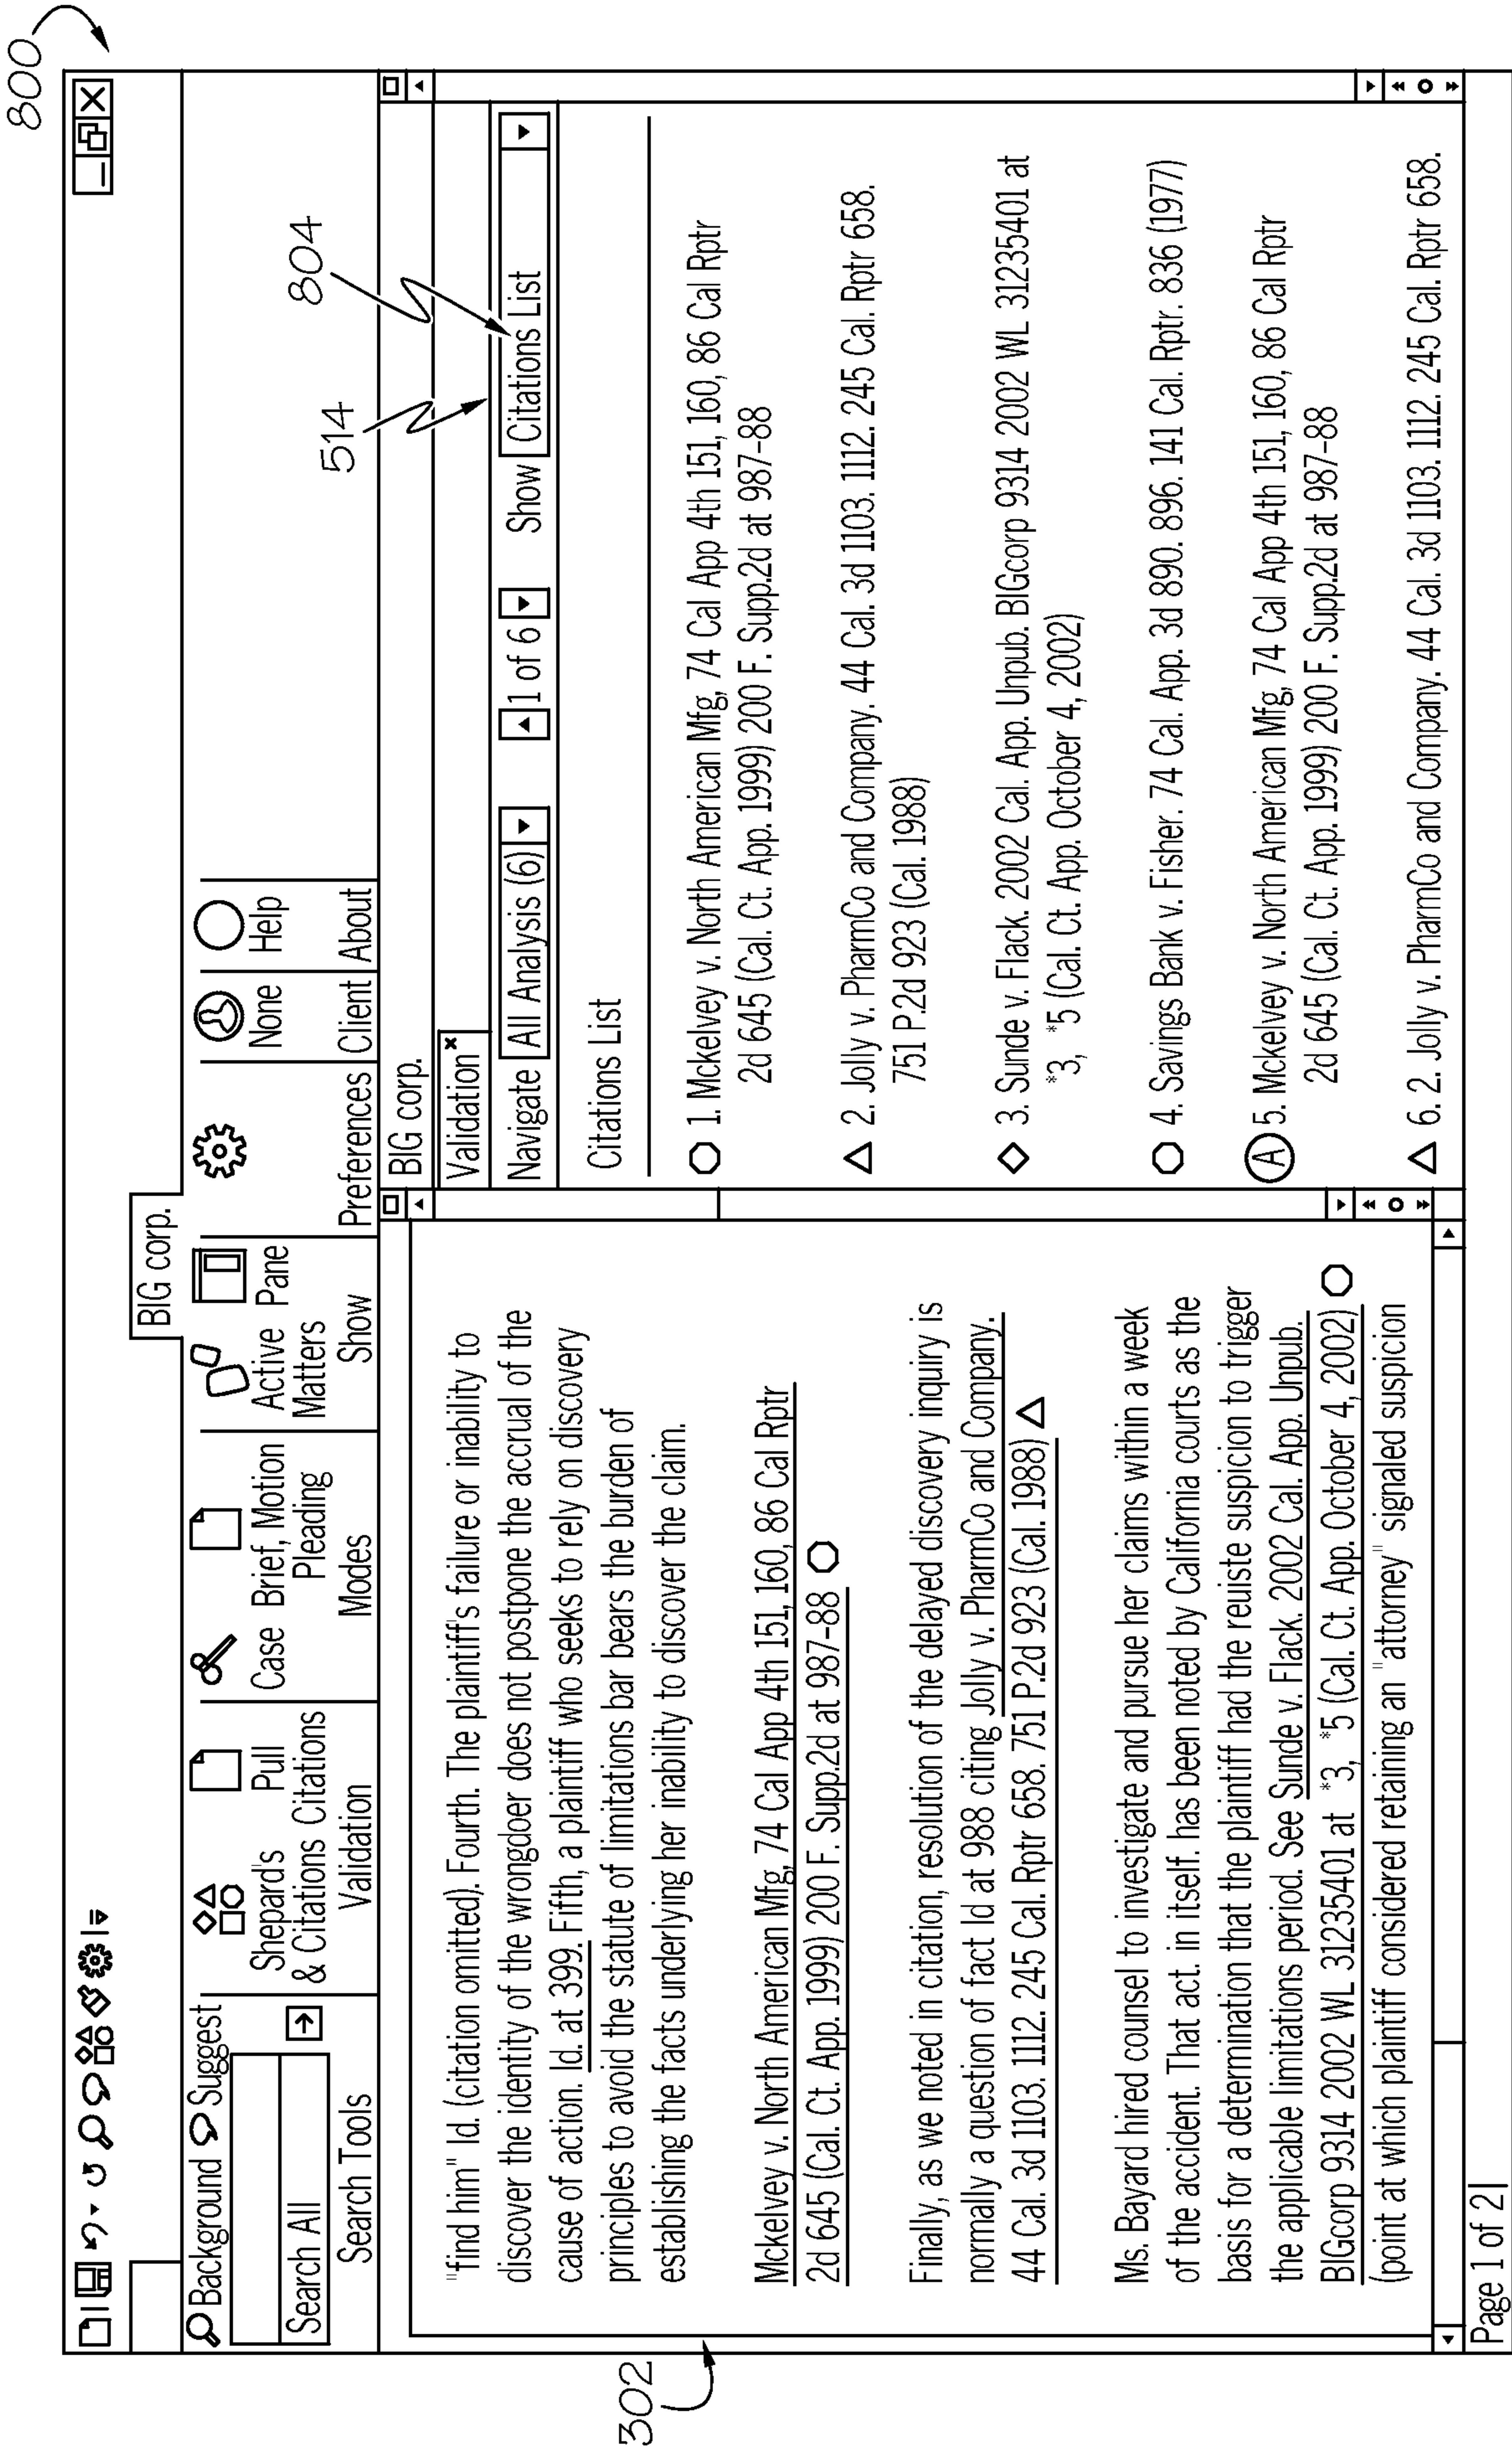 800
BIG corp.
Background Suggest
Search All
Search Tools
Shepard's
& Citations
Pull
Citations
Validation
Case
Brief, Motion
Pleading
Modes
Active
Matters
Pane
Show
Preferences
None
Client
Help
About
302
"find him" Id. (citation omitted). Fourth. The plaintiff's failure or inability to
discover the identity of the wrongdoer does not postpone the accrual of the
cause of action. Id. at 399. Fifth, a plaintiff who seeks to rely on discovery
principles to avoid the statute of limitations bar bears the burden of
establishing the facts underlying her inability to discover the claim.
Mckelvey v. North American Mfg, 74 Cal App 4th 151, 160, 86 Cal Rptr
2d 645 (Cal. Ct. App. 1999) 200 F. Supp.2d at 987-88
Finally, as we noted in citation, resolution of the delayed discovery inquiry is
normally a question of fact Id at 988 citing Jolly v. PharmCo and Company.
44 Cal. 3d 1103. 1112. 245 Cal. Rptr 658. 751 P.2d 923 (Cal. 1988)
Ms. Bayard hired counsel to investigate and pursue her claims within a week
of the accident. That act. in itself. has been noted by California courts as the
basis for a determination that the plaintiff had the reuiste suspicion to trigger
the applicable limitations period. See Sunde v. Flack. 2002 Cal. App. Unpub.
BIGcorp 9314 2002 WL 31235401 at *3, *5 (Cal. Ct. App. October 4, 2002)
(point at which plaintiff considered retaining an "attorney" signaled suspicion
Page 1 of 2
BIG corp.
514
804
Validation x
Navigate All Analysis (6) 1 of 6 Show Citations List
Citations List
1. Mckelvey v. North American Mfg, 74 Cal App 4th 151, 160, 86 Cal Rptr
2d 645 (Cal. Ct. App. 1999) 200 F. Supp.2d at 987-88
2. Jolly v. PharmCo and Company. 44 Cal. 3d 1103. 1112. 245 Cal. Rptr 658.
751 P.2d 923 (Cal. 1988)
3. Sunde v. Flack. 2002 Cal. App. Unpub. BIGcorp 9314 2002 WL 31235401 at
*3, *5 (Cal. Ct. App. October 4, 2002)
4. Savings Bank v. Fisher. 74 Cal. App. 3d 890. 896. 141 Cal. Rptr. 836 (1977)
A 5. Mckelvey v. North American Mfg, 74 Cal App 4th 151, 160, 86 Cal Rptr
2d 645 (Cal. Ct. App. 1999) 200 F. Supp.2d at 987-88
6. 2. Jolly v. PharmCo and Company. 44 Cal. 3d 1103. 1112. 245 Cal. Rptr 658.